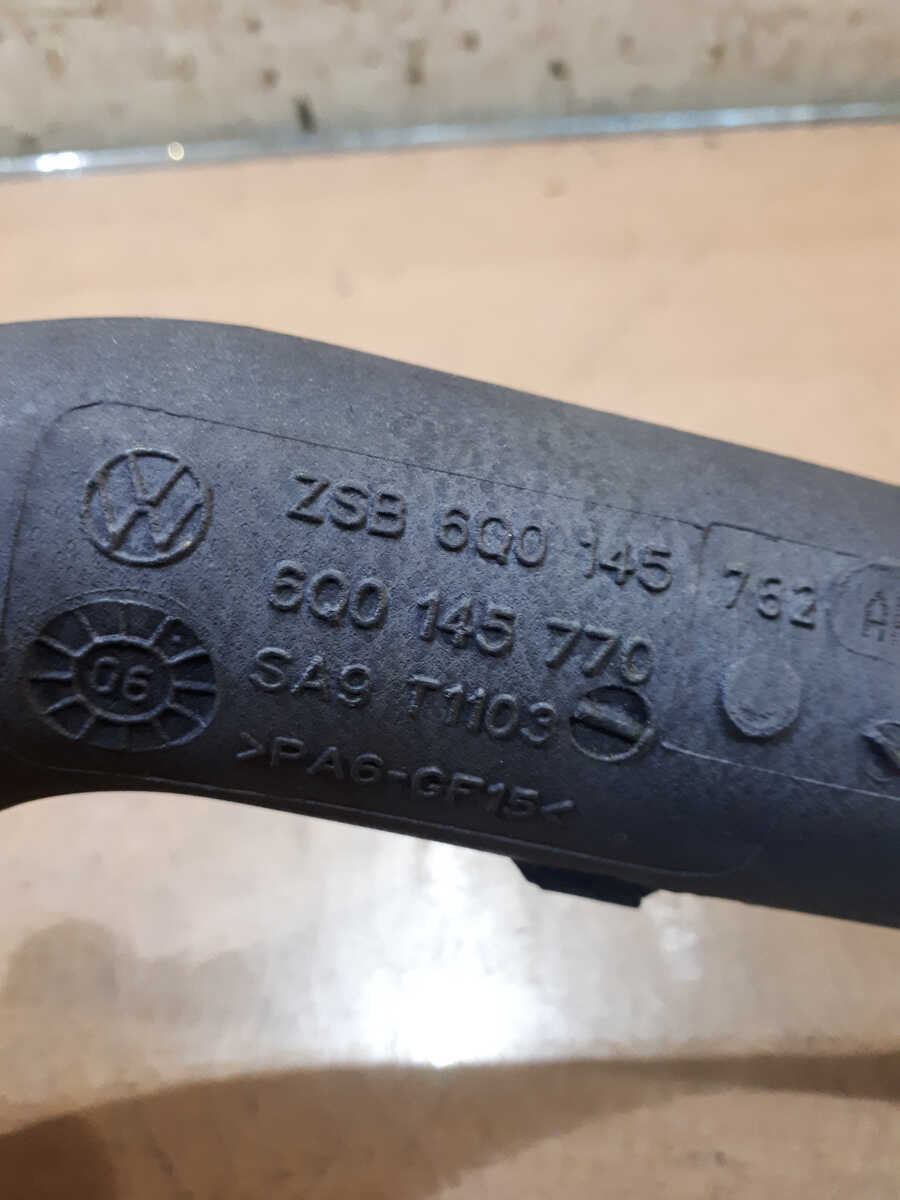 ZSB 6Q0 145 762
6Q0 145 770
SA9 T1103
>PA6-GF15<
06